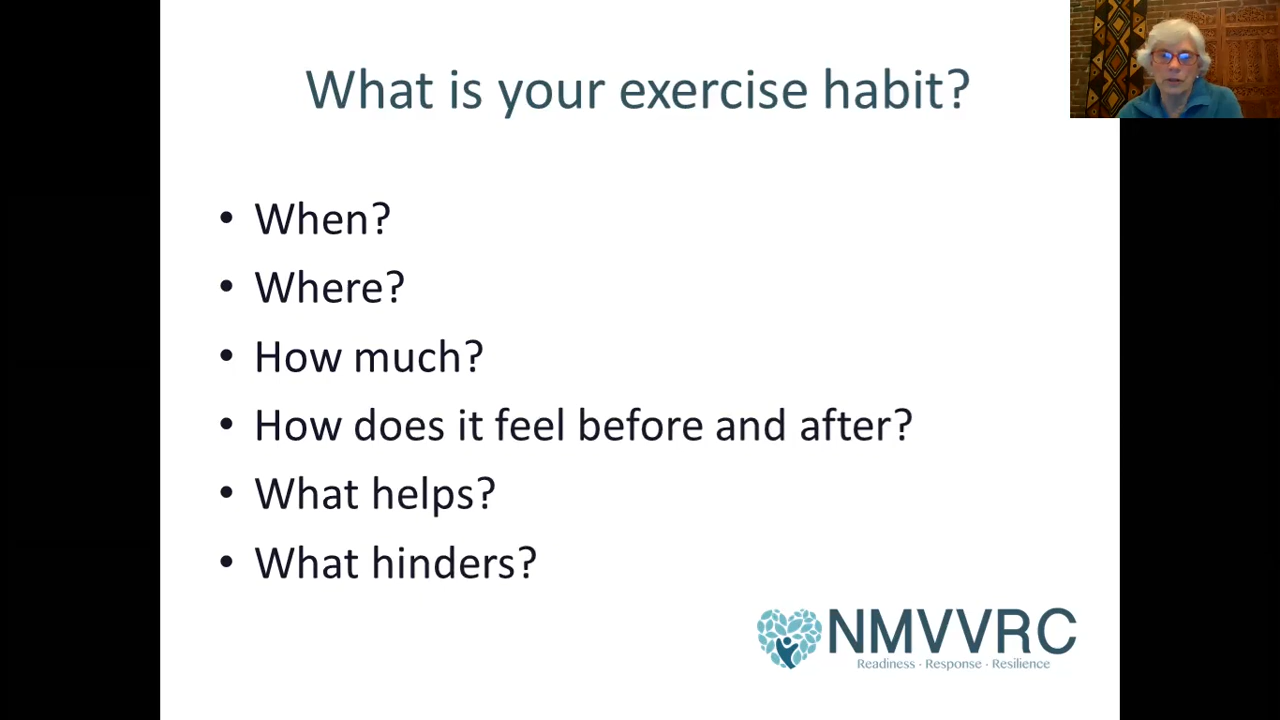 What is your exercise habit?
• When?
• Where?
• How much?
• How does it feel before and after?
• What helps?
• What hinders?
NMVVRC
Readiness · Response · Resilience